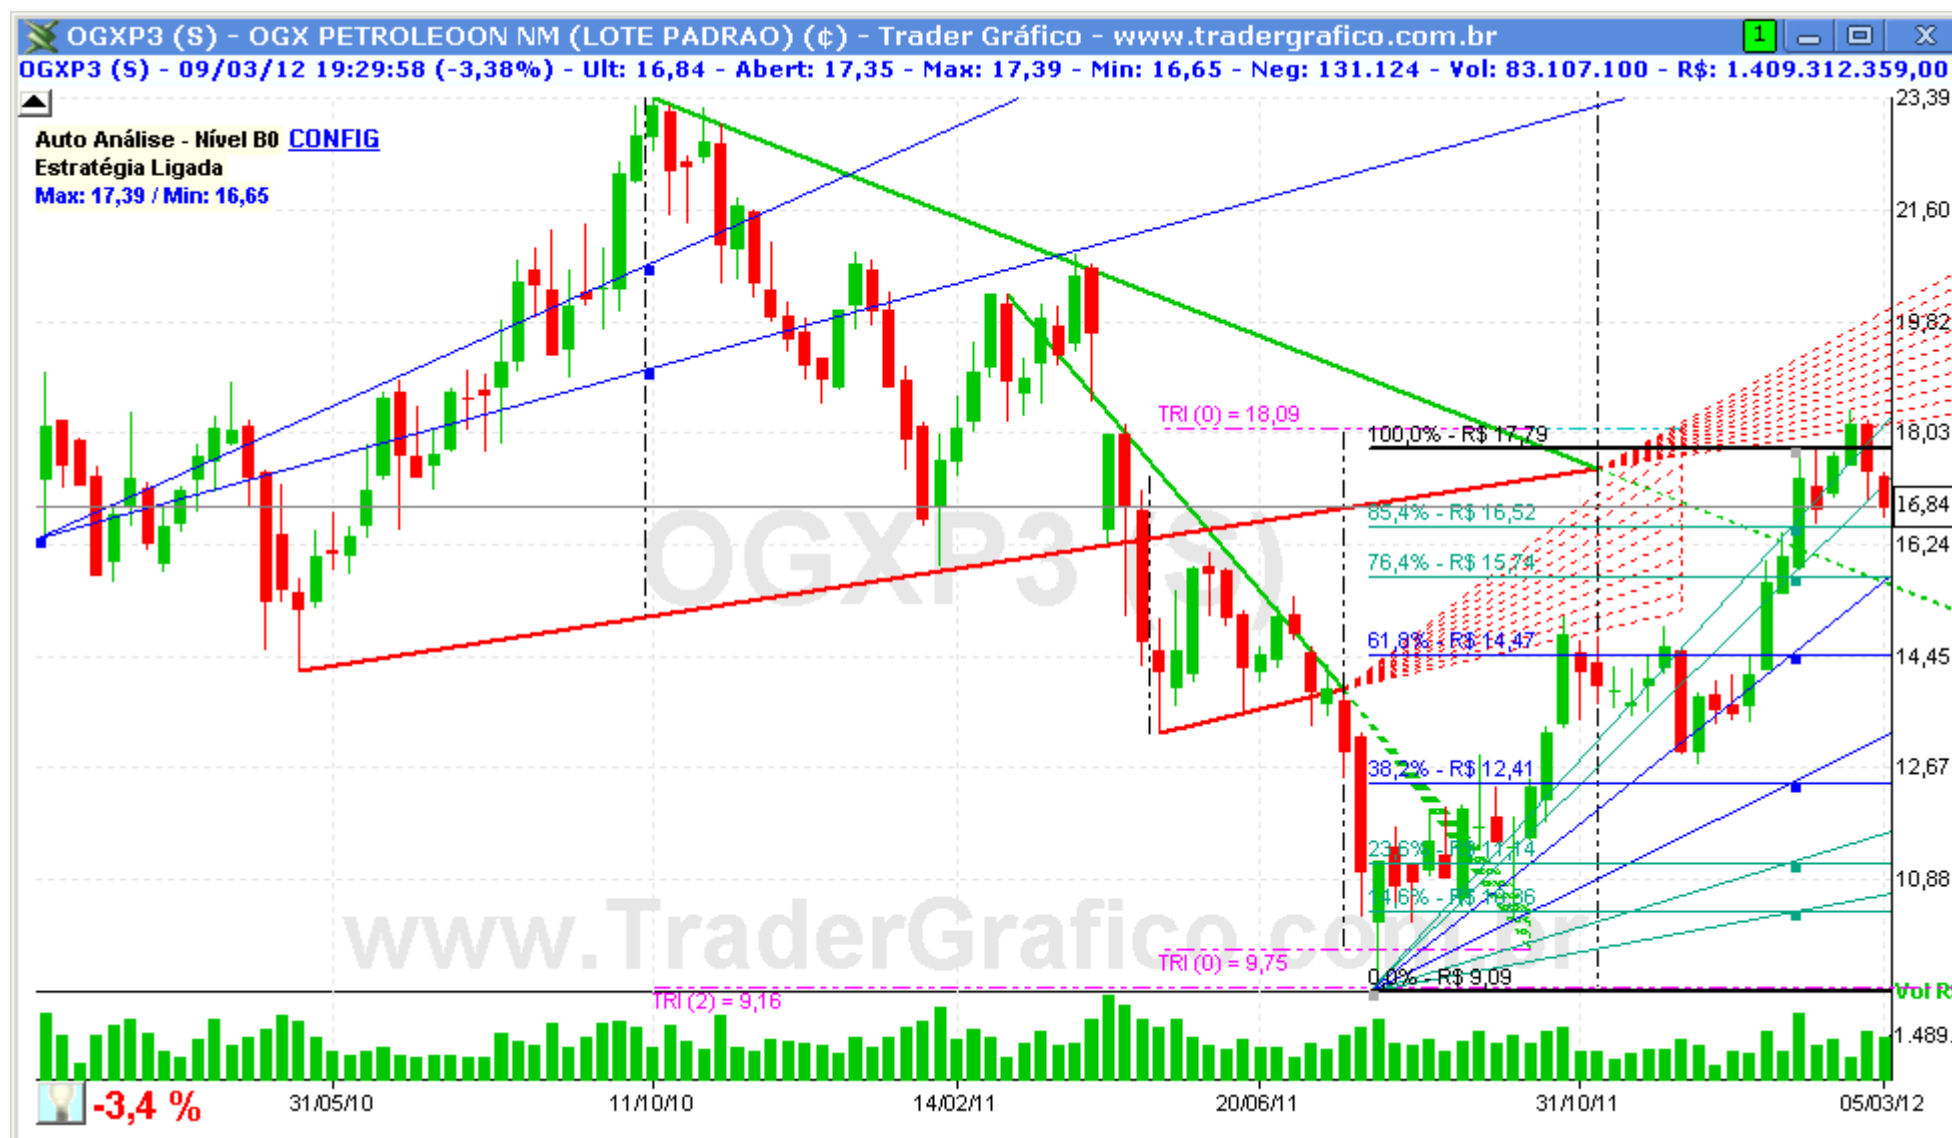 OGXP3 (S) - OGX PETROLEOON NM (LOTE PADRAO) (¢) - Trader Gráfico - www.tradergrafico.com.br
1
X
OGXP3 (S) - 09/03/12 19:29:58 (-3,38%) - Ult: 16,84 - Abert: 17,35 - Max: 17,39 - Min: 16,65 - Neg: 131.124 - Vol: 83.107.100 - R$: 1.409.312.359,00
Auto Análise - Nível B0 CONFIG
Estratégia Ligada
Max: 17,39 / Min: 16,65
23,39
21,60
19,82
TRI (0) = 18,09
100,0% - R$ 17,79
18,03
16,84
85,4% - R$ 16,52
OGXP3 (S)
16,24
76,4% - R$ 15,74
61,8% - R$ 14,47
14,45
38,2% - R$ 12,41
12,67
23,6% - R$ 11,14
10,88
www.TraderGrafico.com.br
TRI (0) = 9,75
0,0% - R$ 9,09
TRI (2) = 9,16
Vol R$
1.489.
-3,4 %
31/05/10
11/10/10
14/02/11
20/06/11
31/10/11
05/03/12